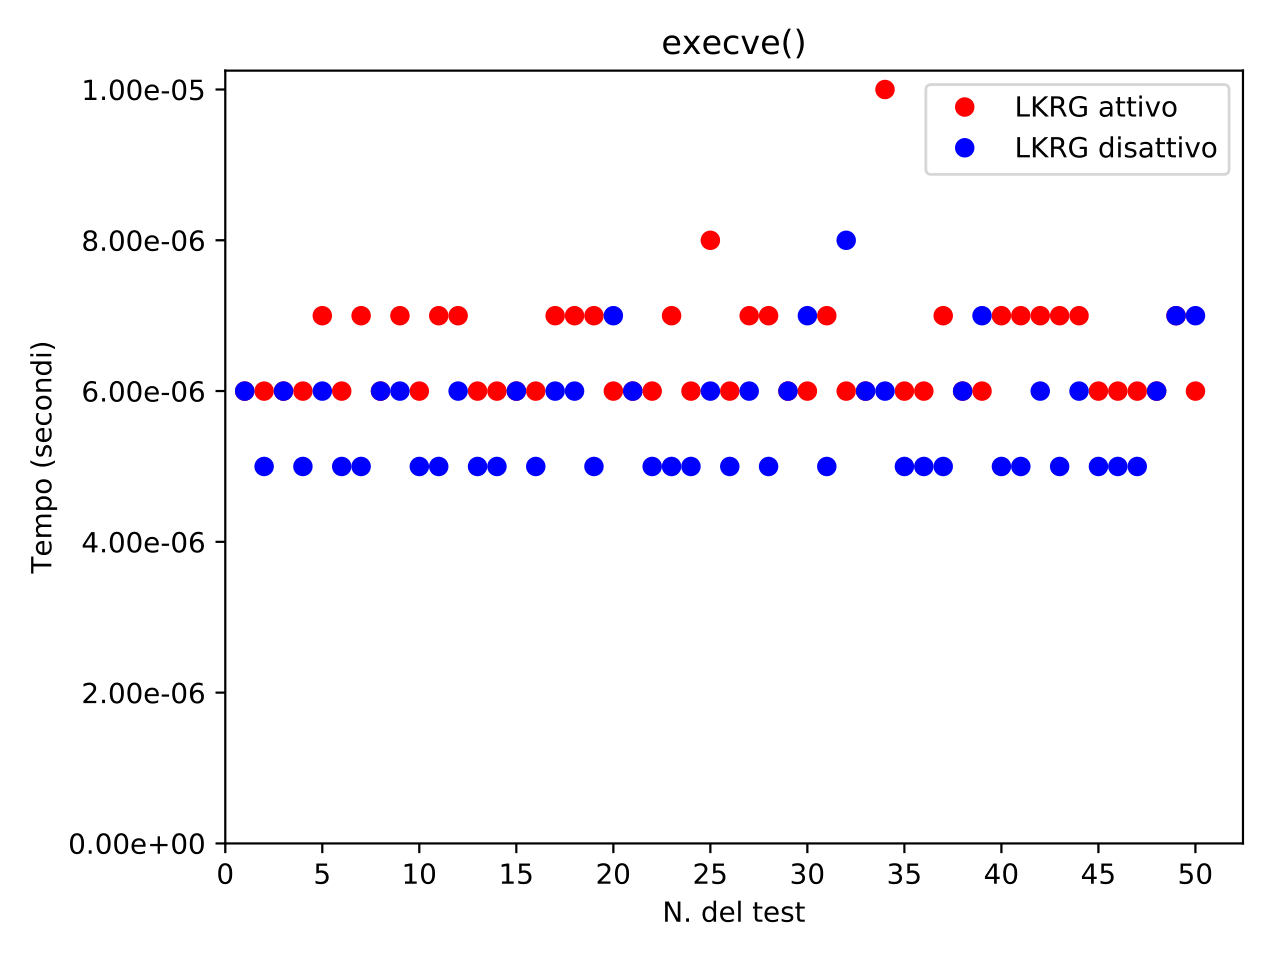 execve()
1.00e-05
8.00e-06
6.00e-06
4.00e-06
2.00e-06
0.00e+00
Tempo (secondi)
LKRG attivo
LKRG disattivo
0 5 10 15 20 25 30 35 40 45 50
N. del test